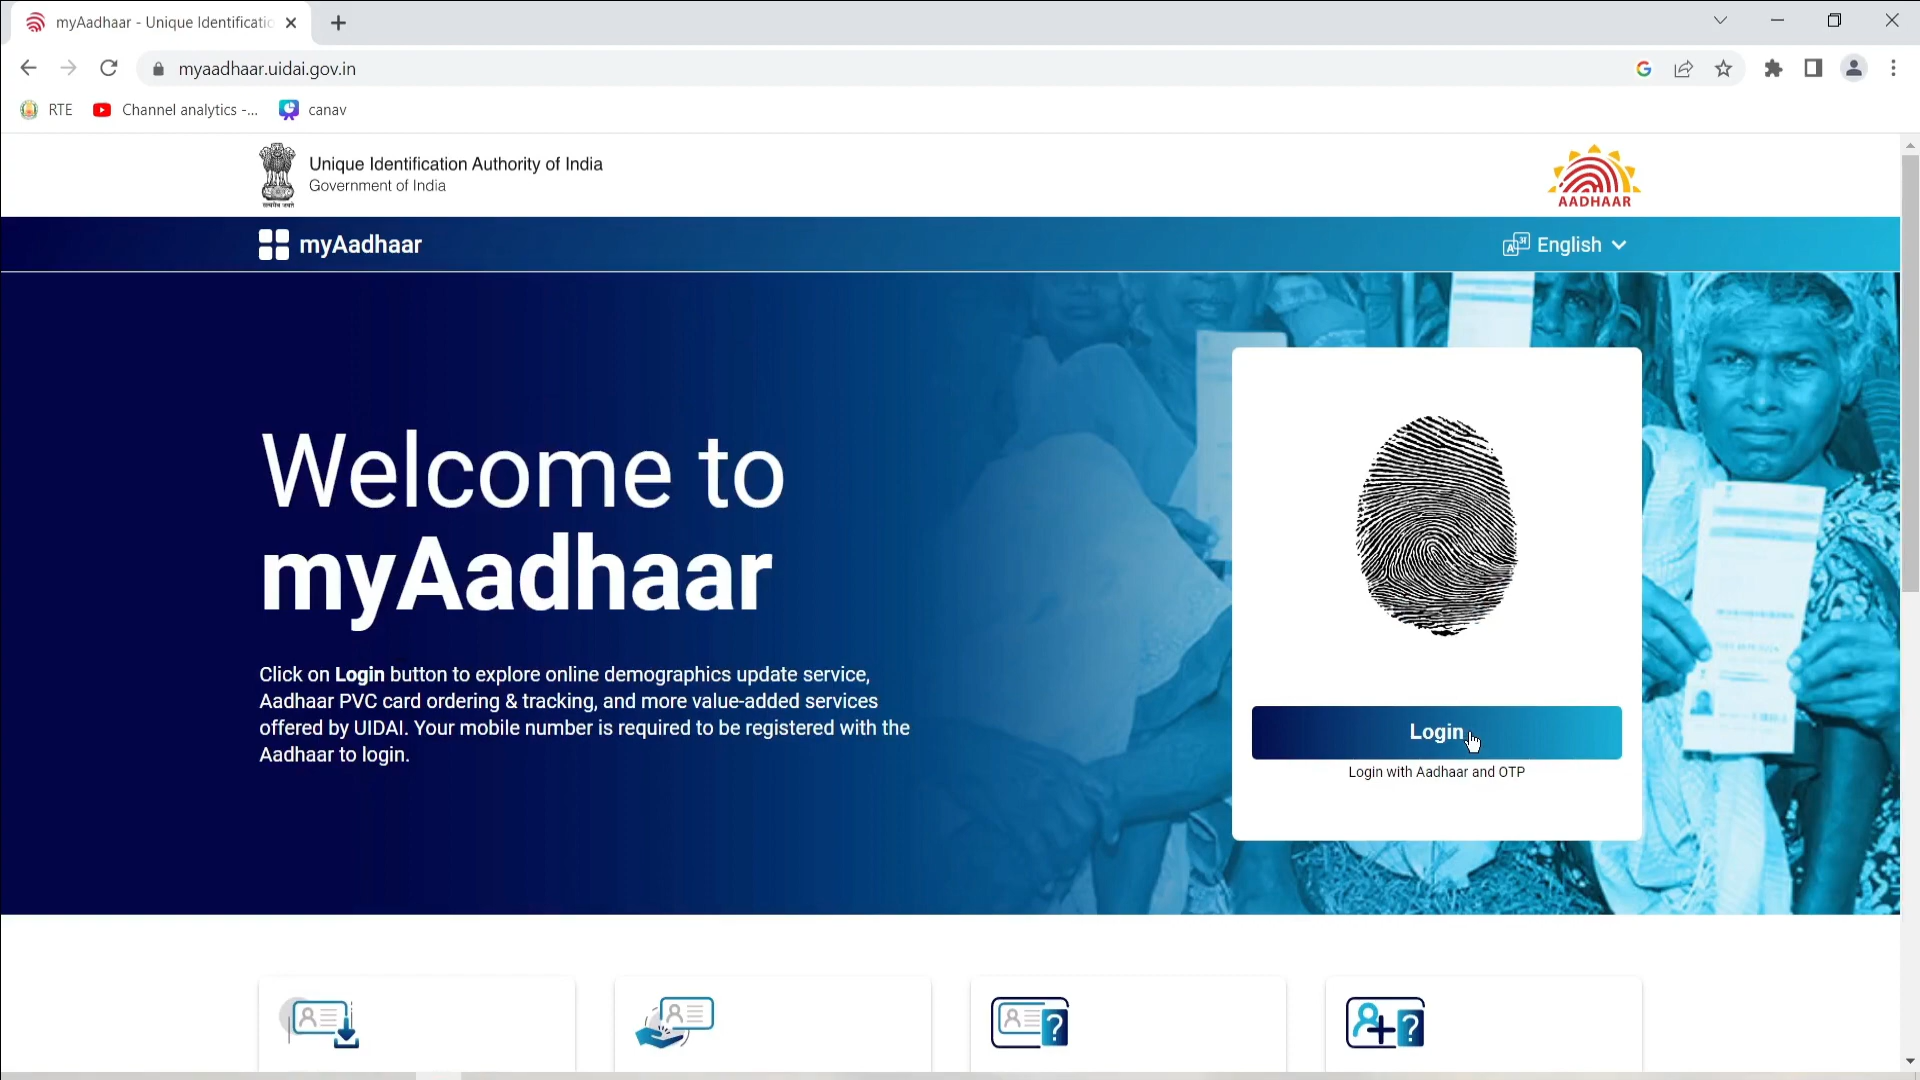 myAadhaar - Unique Identificatio
myaadhaar.uidai.gov.in
RTE
Channel analytics -...
canav
Unique Identification Authority of India
Government of India
सत्यमेव जयते
AADHAAR
myAadhaar
English
Welcome to
myAadhaar
Click on Login button to explore online demographics update service,
Aadhaar PVC card ordering & tracking, and more value-added services
offered by UIDAI. Your mobile number is required to be registered with the
Aadhaar to login.
Login
Login with Aadhaar and OTP